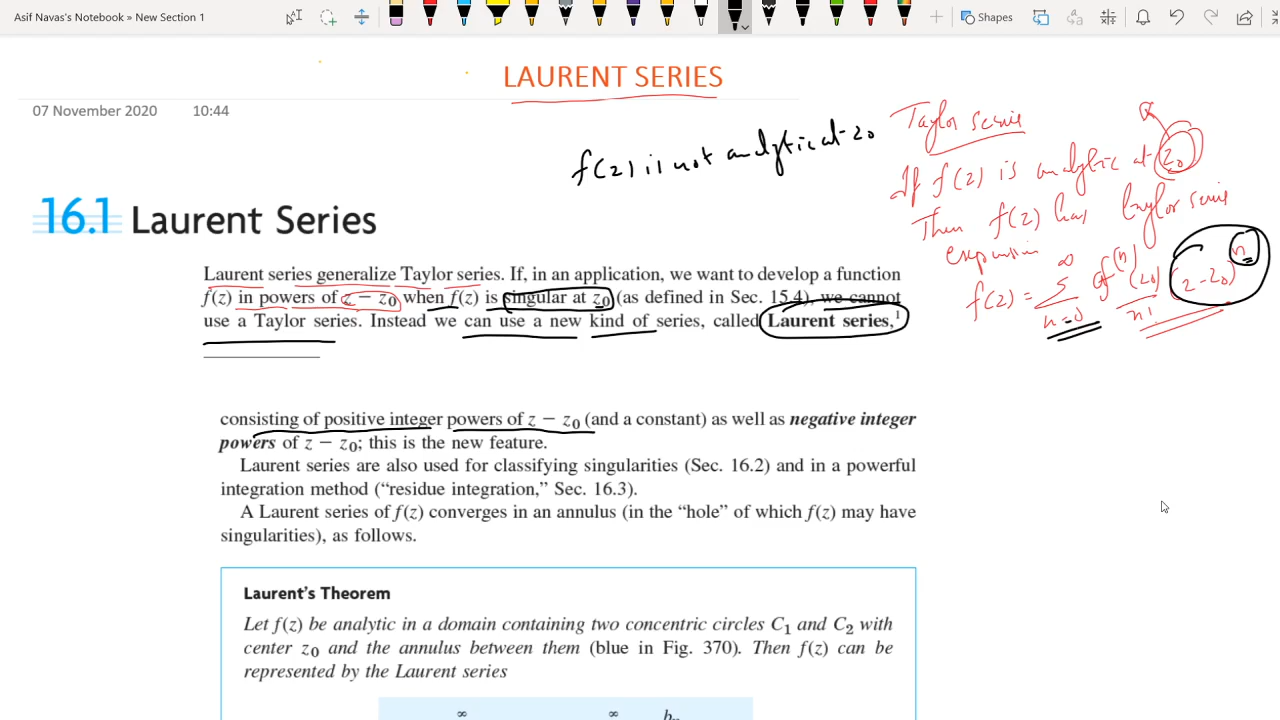 Asif Navas's Notebook » New Section 1
Shapes
LAURENT SERIES
07 November 2020 10:44
f(z) is not analytic at z0
Taylor series
If f(z) is analytic at z0
Then f(z) has taylor series
expansion
f(z) = ∞ Σ n=0 f(n)(z0) / n! (z-z0)n
16.1 Laurent Series
Laurent series generalize Taylor series. If, in an application, we want to develop a function
f(z) in powers of z − z0 when f(z) is singular at z0 (as defined in Sec. 15.4), we cannot
use a Taylor series. Instead we can use a new kind of series, called Laurent series,1
consisting of positive integer powers of z − z0 (and a constant) as well as negative integer
powers of z − z0; this is the new feature.
Laurent series are also used for classifying singularities (Sec. 16.2) and in a powerful
integration method (“residue integration,” Sec. 16.3).
A Laurent series of f(z) converges in an annulus (in the “hole” of which f(z) may have
singularities), as follows.
Laurent's Theorem
Let f(z) be analytic in a domain containing two concentric circles C1 and C2 with
center z0 and the annulus between them (blue in Fig. 370). Then f(z) can be
represented by the Laurent series
∞ ∞